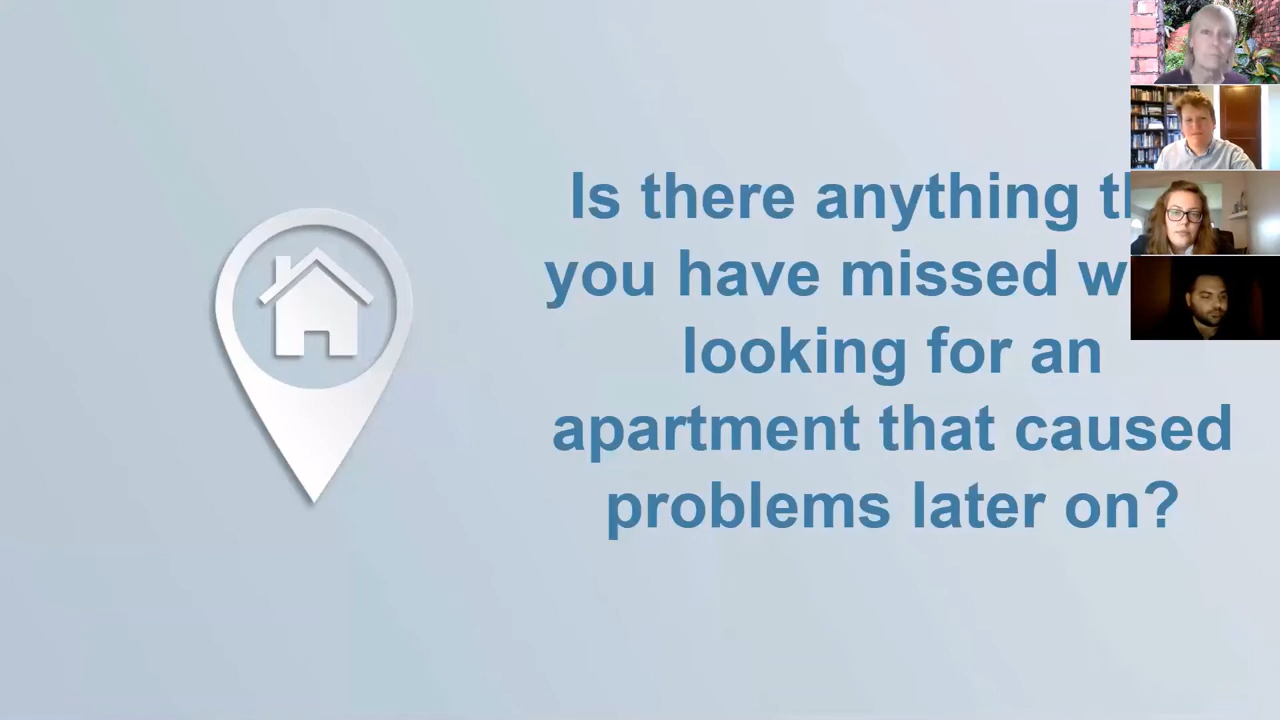 Is there anything
you have missed
looking for an
apartment that caused
problems later on?